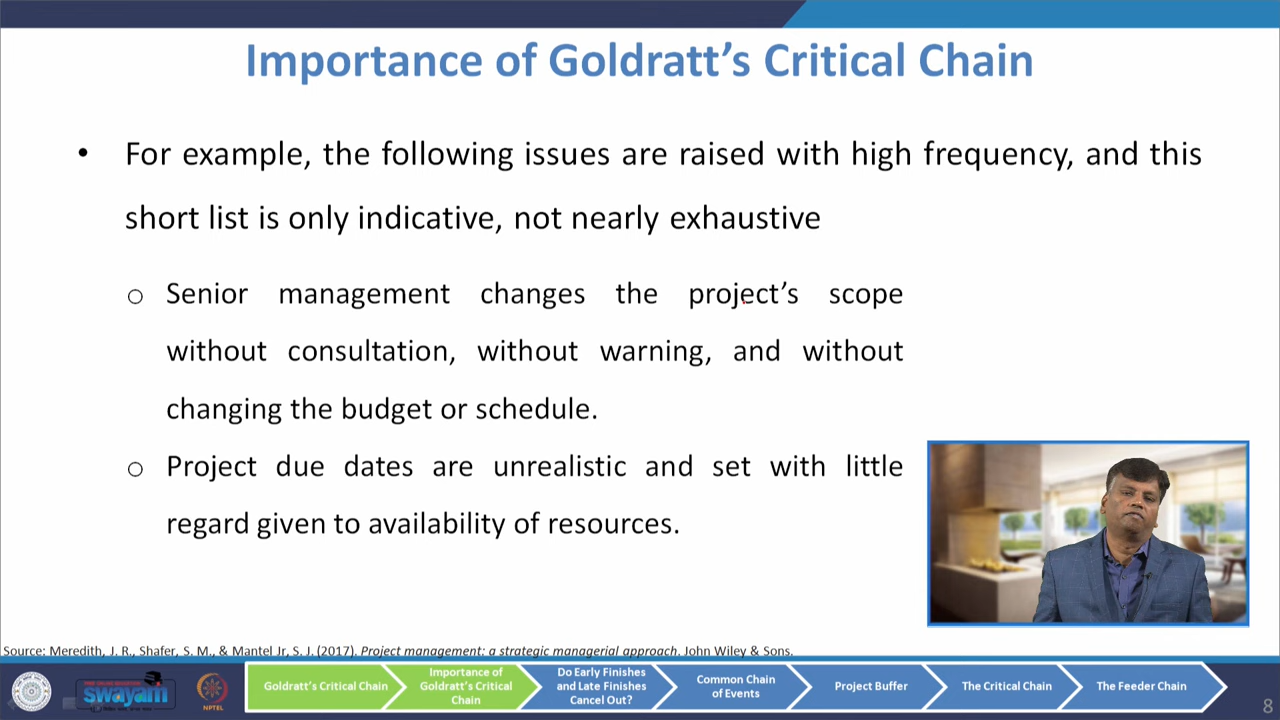 Importance of Goldratt’s Critical Chain
• For example, the following issues are raised with high frequency, and this
short list is only indicative, not nearly exhaustive
o Senior management changes the project’s scope
without consultation, without warning, and without
changing the budget or schedule.
o Project due dates are unrealistic and set with little
regard given to availability of resources.
Source: Meredith, J. R., Shafer, S. M., & Mantel Jr, S. J. (2017). Project management: a strategic managerial approach. John Wiley & Sons.
swayam
NPTEL
Goldratt’s Critical Chain
Importance of
Goldratt’s Critical
Chain
Do Early Finishes
and Late Finishes
Cancel Out?
Common Chain
of Events
Project Buffer
The Critical Chain
The Feeder Chain
8